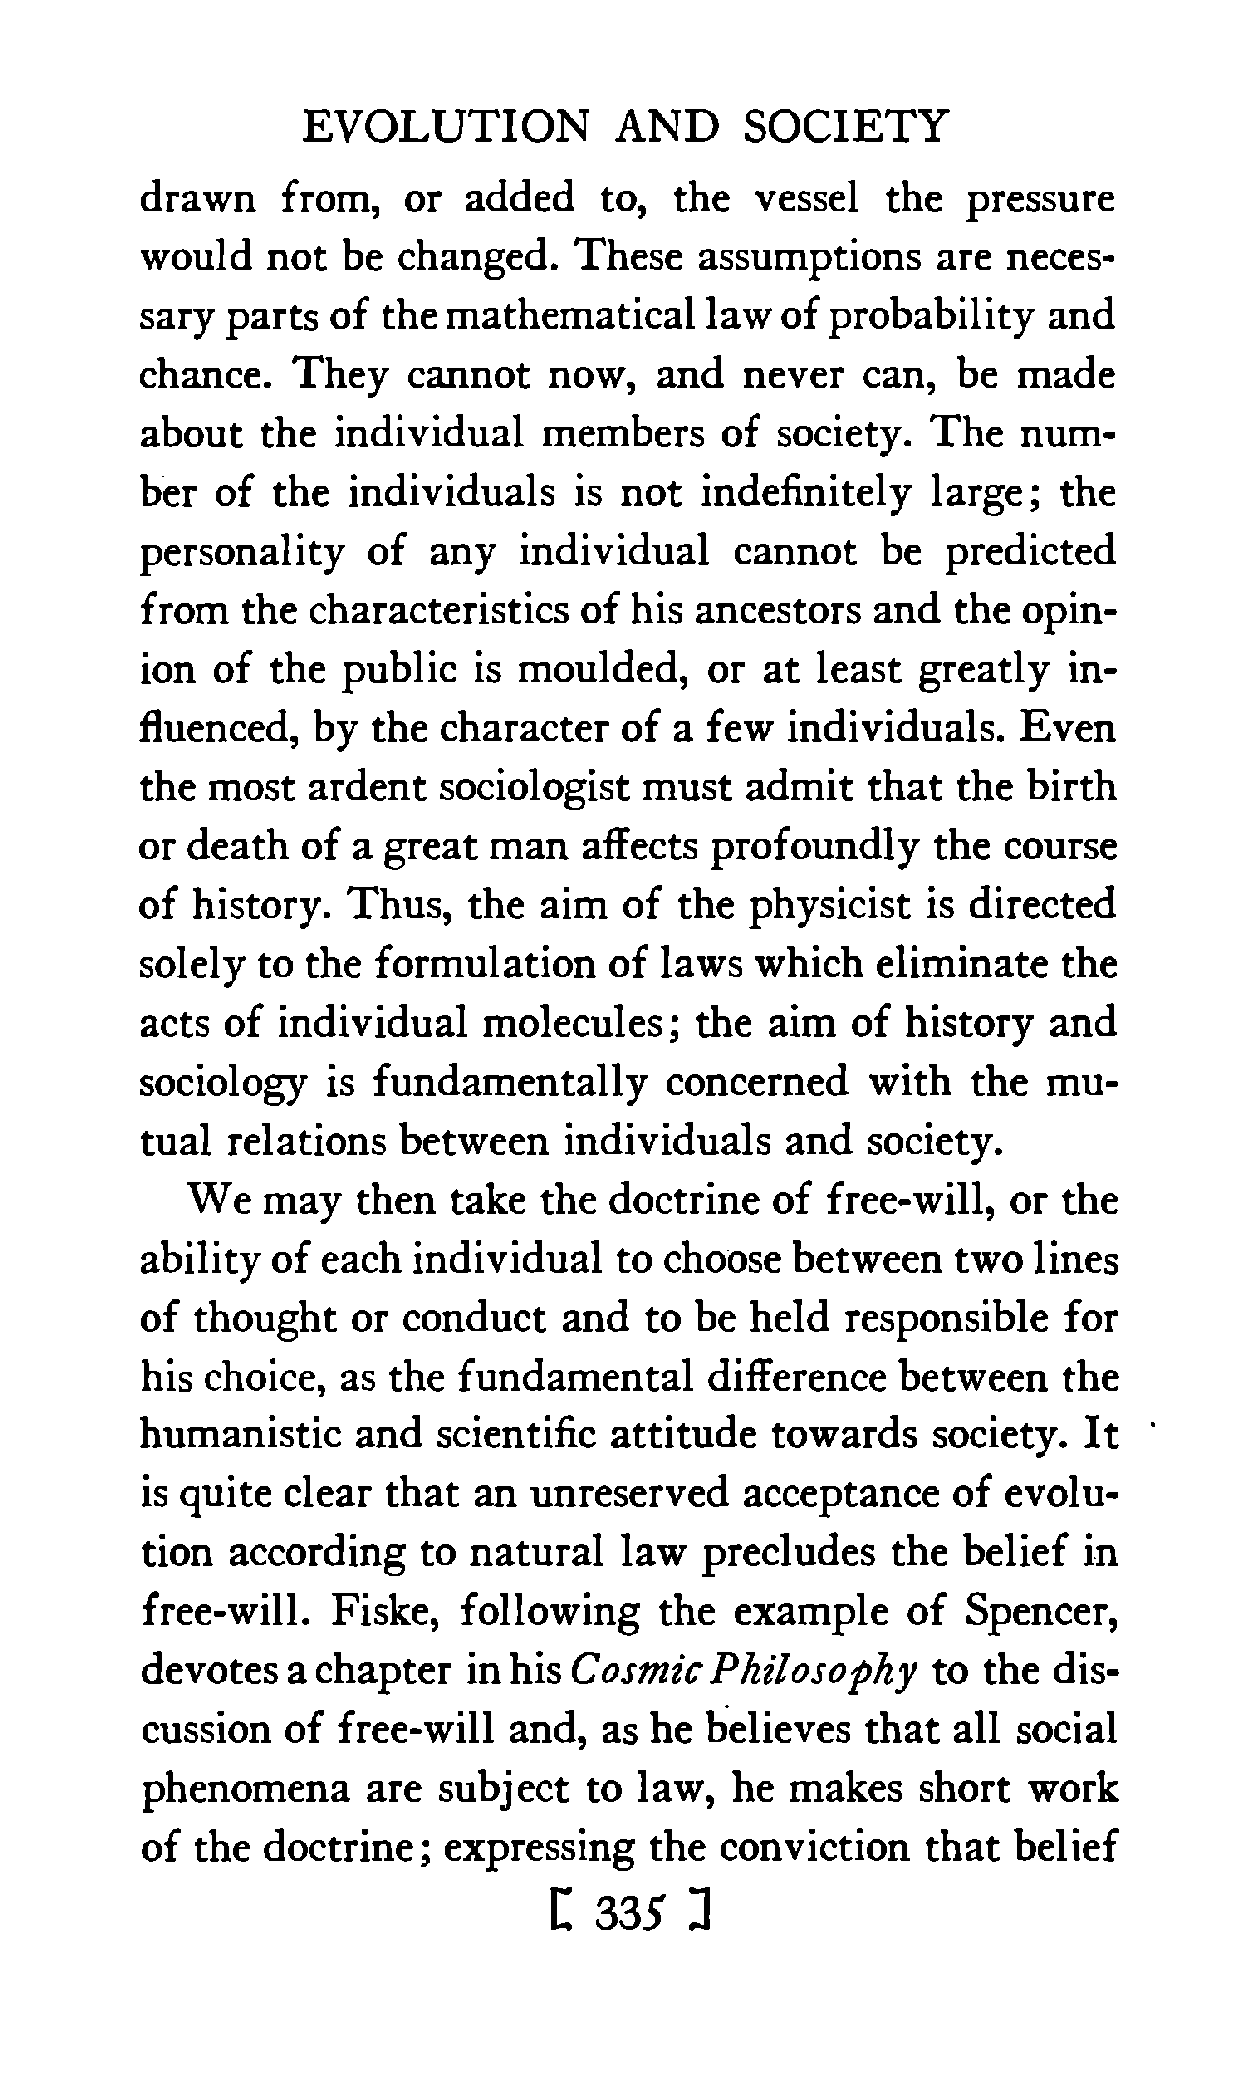 EVOLUTION AND SOCIETY
drawn from, or added to, the vessel the pressure
would not be changed. These assumptions are neces-
sary parts of the mathematical law of probability and
chance. They cannot now, and never can, be made
about the individual members of society. The num-
ber of the individuals is not indefinitely large; the
personality of any individual cannot be predicted
from the characteristics of his ancestors and the opin-
ion of the public is moulded, or at least greatly in-
fluenced, by the character of a few individuals. Even
the most ardent sociologist must admit that the birth
or death of a great man affects profoundly the course
of history. Thus, the aim of the physicist is directed
solely to the formulation of laws which eliminate the
acts of individual molecules; the aim of history and
sociology is fundamentally concerned with the mu-
tual relations between individuals and society.
We may then take the doctrine of free-will, or the
ability of each individual to choose between two lines
of thought or conduct and to be held responsible for
his choice, as the fundamental difference between the
humanistic and scientific attitude towards society. It
is quite clear that an unreserved acceptance of evolu-
tion according to natural law precludes the belief in
free-will. Fiske, following the example of Spencer,
devotes a chapter in his Cosmic Philosophy to the dis-
cussion of free-will and, as he believes that all social
phenomena are subject to law, he makes short work
of the doctrine; expressing the conviction that belief
[ 335 ]